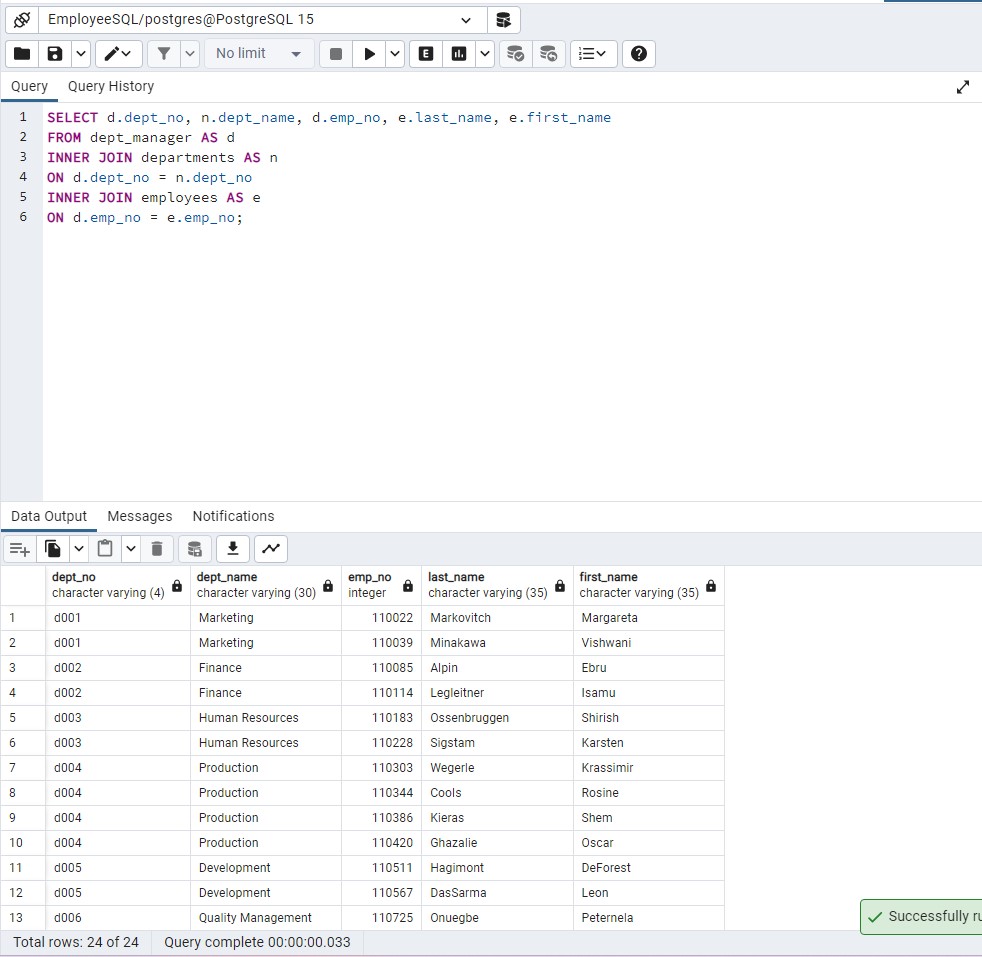 EmployeeSQL/postgres@PostgreSQL 15
No limit
E
Query Query History
1 SELECT d.dept_no, n.dept_name, d.emp_no, e.last_name, e.first_name
2 FROM dept_manager AS d
3 INNER JOIN departments AS n
4 ON d.dept_no = n.dept_no
5 INNER JOIN employees AS e
6 ON d.emp_no = e.emp_no;
Data Output Messages Notifications
dept_no dept_name emp_no last_name first_name
character varying (4) character varying (30) integer character varying (35) character varying (35)
1 d001 Marketing 110022 Markovitch Margareta
2 d001 Marketing 110039 Minakawa Vishwani
3 d002 Finance 110085 Alpin Ebru
4 d002 Finance 110114 Legleitner Isamu
5 d003 Human Resources 110183 Ossenbruggen Shirish
6 d003 Human Resources 110228 Sigstam Karsten
7 d004 Production 110303 Wegerle Krassimir
8 d004 Production 110344 Cools Rosine
9 d004 Production 110386 Kieras Shem
10 d004 Production 110420 Ghazalie Oscar
11 d005 Development 110511 Hagimont DeForest
12 d005 Development 110567 DasSarma Leon
13 d006 Quality Management 110725 Onuegbe Peternela
Successfully ru
Total rows: 24 of 24 Query complete 00:00:00.033